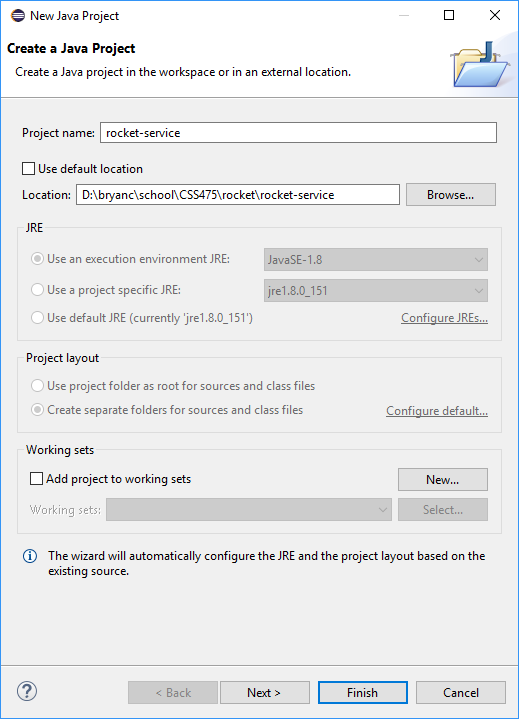 New Java Project
Create a Java Project
Create a Java project in the workspace or in an external location.
Project name: rocket-service
Use default location
Location: D:\bryanc\school\CSS475\rocket\rocket-service Browse...
JRE
Use an execution environment JRE: JavaSE-1.8
Use a project specific JRE: jre1.8.0_151
Use default JRE (currently 'jre1.8.0_151') Configure JREs...
Project layout
Use project folder as root for sources and class files
Create separate folders for sources and class files Configure default...
Working sets
Add project to working sets New...
Working sets: Select...
The wizard will automatically configure the JRE and the project layout based on the
existing source.
? < Back Next > Finish Cancel